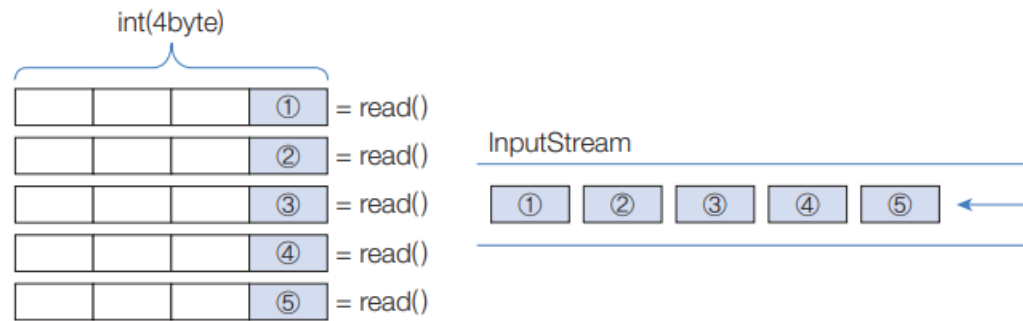 int(4byte)
① = read()
② = read()
③ = read()
④ = read()
⑤ = read()
InputStream
① ② ③ ④ ⑤